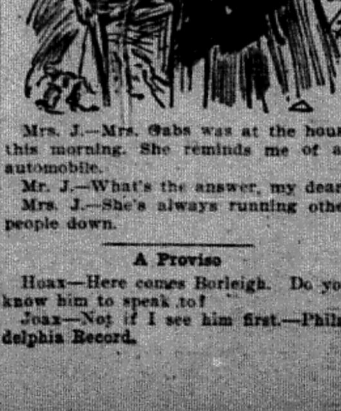 Mrs. J.—Mrs. Gabs was at the hou
this morning. She reminds me of a
automobile.
Mr. J.—What's the answer, my dear
Mrs. J.—She's always running othe
people down.
A Proviso
Hoax—Here comes Borleigh. Do yo
know him to speak to?
Joax—Not if I see him first.—Phil
delphia Record.